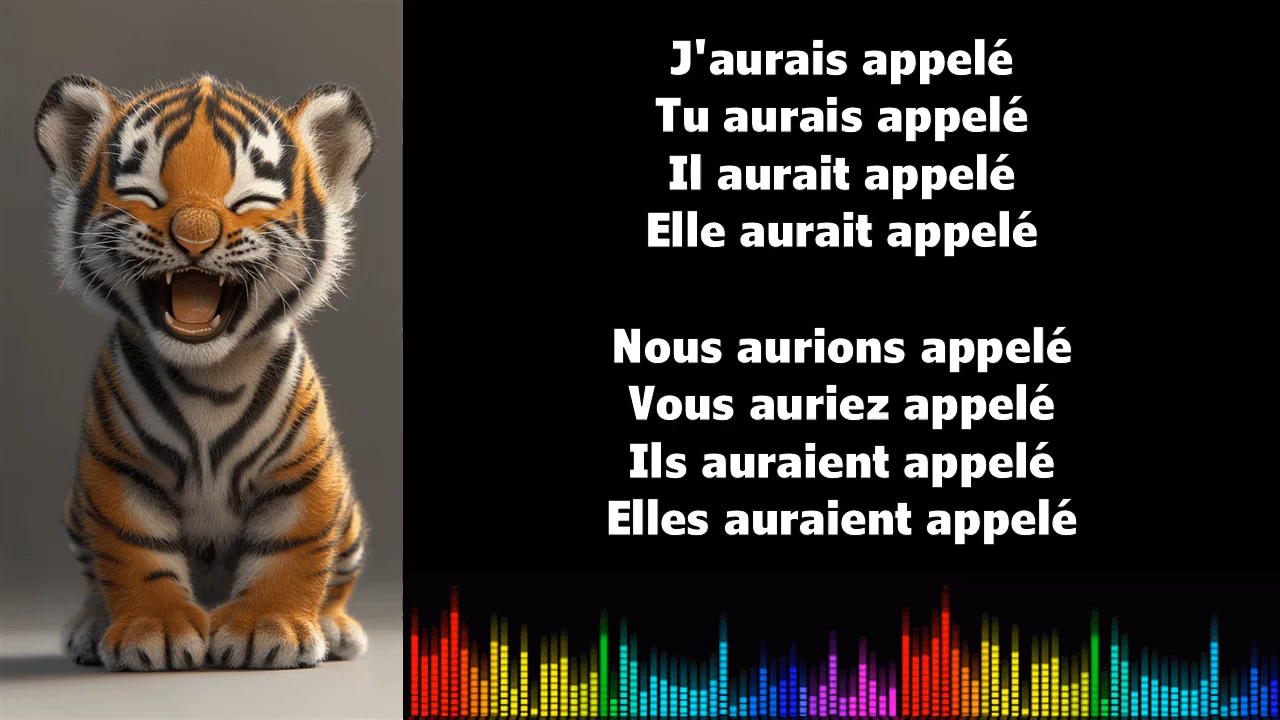 J'aurais appelé
Tu aurais appelé
Il aurait appelé
Elle aurait appelé
Nous aurions appelé
Vous auriez appelé
Ils auraient appelé
Elles auraient appelé